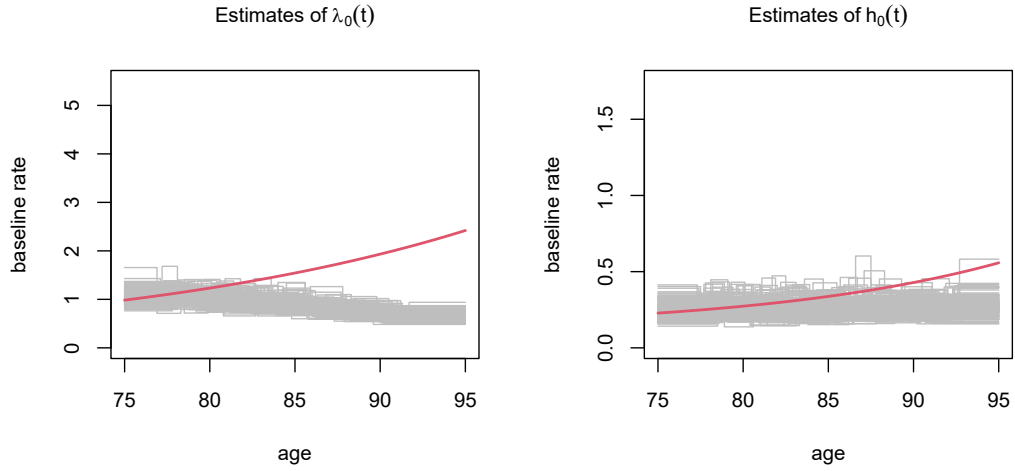 Estimates of λ₀(t)
baseline rate
5
4
3
2
1
0
75 80 85 90 95
age
Estimates of h₀(t)
baseline rate
1.5
1.0
0.5
0.0
75 80 85 90 95
age